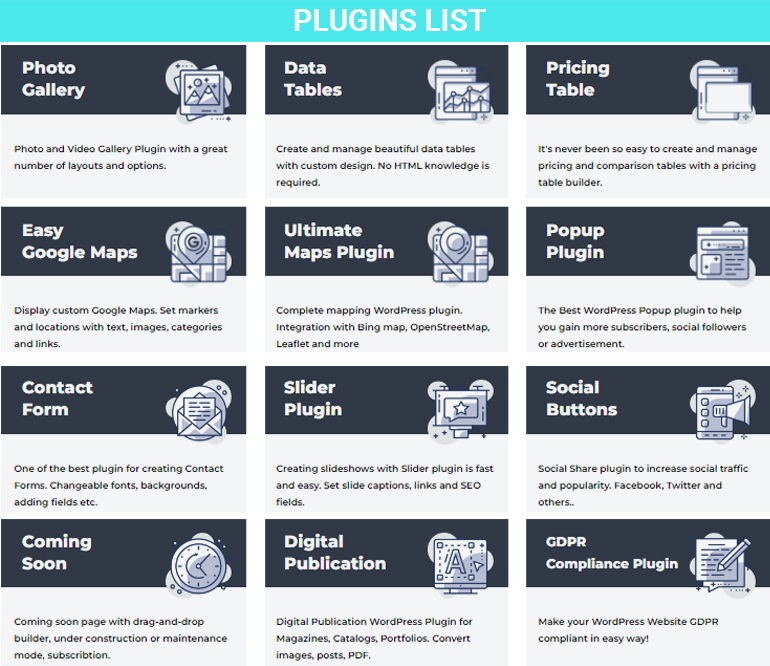 PLUGINS LIST
Photo
Gallery
Photo and Video Gallery Plugin with a great
number of layouts and options.
Data
Tables
Create and manage beautiful data tables
with custom design. No HTML knowledge is
required.
Pricing
Table
It's never been so easy to create and manage
pricing and comparison tables with a pricing
table builder.
Easy
Google Maps
G
Display custom Google Maps. Set markers
and locations with text, images, categories
and links.
Ultimate
Maps Plugin
Complete mapping WordPress plugin.
Integration with Bing map, OpenStreetMap,
Leaflet and more
Popup
Plugin
The Best WordPress Popup plugin to help
you gain more subscribers, social followers
or advertisement.
Contact
Form
One of the best plugin for creating Contact
Forms. Changeable fonts, backgrounds,
adding fields etc.
Slider
Plugin
Creating slideshows with Slider plugin is fast
and easy. Set slide captions, links and SEO
fields.
Social
Buttons
Social Share plugin to increase social traffic
and popularity. Facebook, Twitter and
others..
Coming
Soon
Coming soon page with drag-and-drop
builder, under construction or maintenance
mode, subscribtion.
Digital
Publication
A
Digital Publication WordPress Plugin for
Magazines, Catalogs, Portfolios. Convert
images, posts, PDF.
GDPR
Compliance Plugin
Make your WordPress Website GDPR
compliant in easy way!